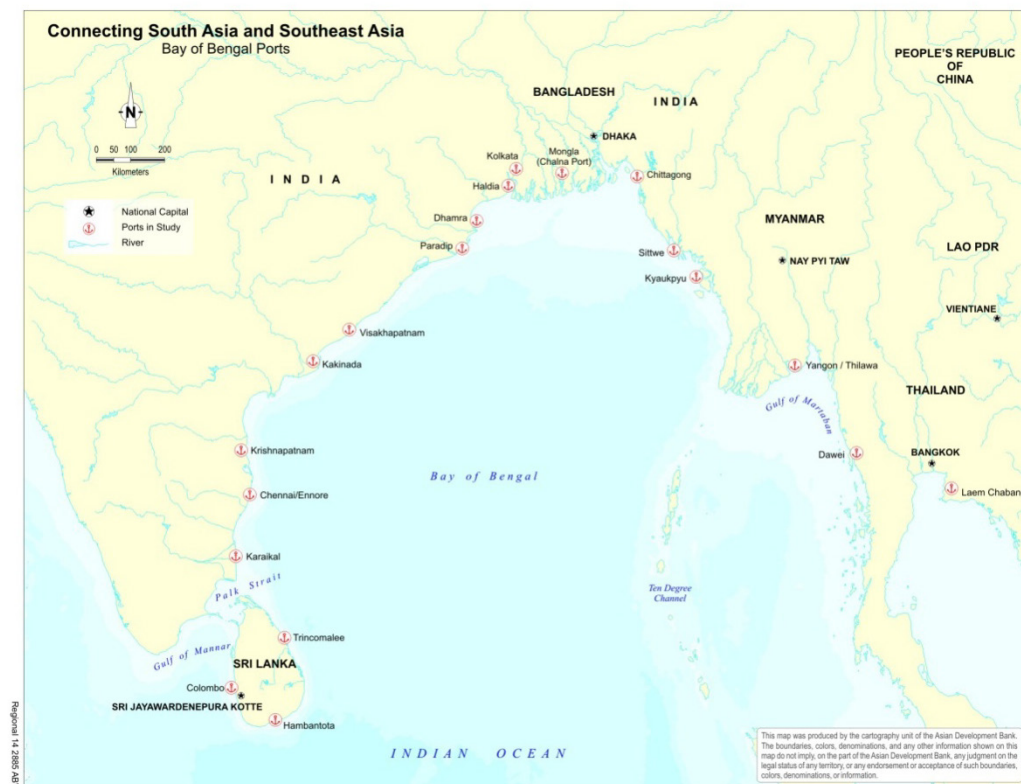 Connecting South Asia and Southeast Asia
Bay of Bengal Ports
PEOPLE'S REPUBLIC
OF
CHINA
N
0 50 100 200
Kilometers
BANGLADESH
INDIA
DHAKA
Kolkata
Mongla
(Chalna Port)
Haldia
Chittagong
INDIA
National Capital
Ports in Study
River
Dhamra
Paradip
MYANMAR
Sittwe
NAY PYI TAW
Kyaukpyu
LAO PDR
VIENTIANE
Visakhapatnam
Kakinada
Yangon / Thilawa
THAILAND
Gulf of Martaban
Krishnapatnam
Bay of Bengal
Dawei
BANGKOK
Chennai/Ennore
Laem Chaban
Karaikal
Palk Strait
Ten Degree
Channel
Trincomalee
Gulf of Mannar
SRI LANKA
Colombo
SRI JAYAWARDENEPURA KOTTE
Hambantota
INDIAN OCEAN
This map was produced by the cartography unit of the Asian Development Bank.
The boundaries, colors, denominations, and any other information shown on this
map do not imply, on the part of the Asian Development Bank, any judgment on the
legal status of any territory, or any endorsement or acceptance of such boundaries,
colors, denominations, or information.
Regional 14 2885 AB